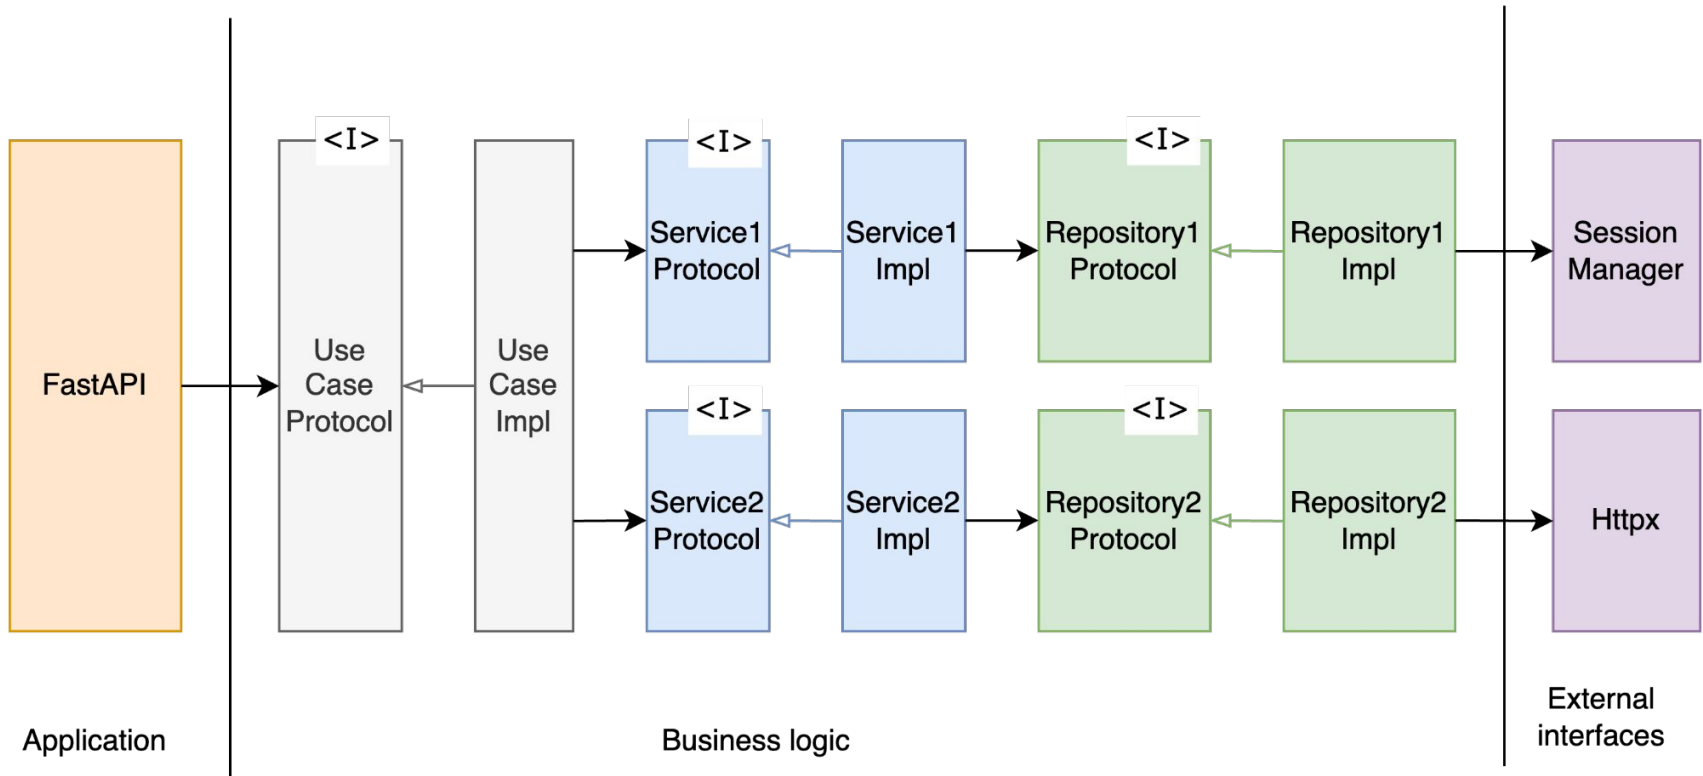 FastAPI
<I>
Use
Case
Protocol
Use
Case
Impl
<I>
Service1
Protocol
Service1
Impl
<I>
Repository1
Protocol
Repository1
Impl
Session
Manager
<I>
Service2
Protocol
Service2
Impl
<I>
Repository2
Protocol
Repository2
Impl
Httpx
Application
Business logic
External
interfaces